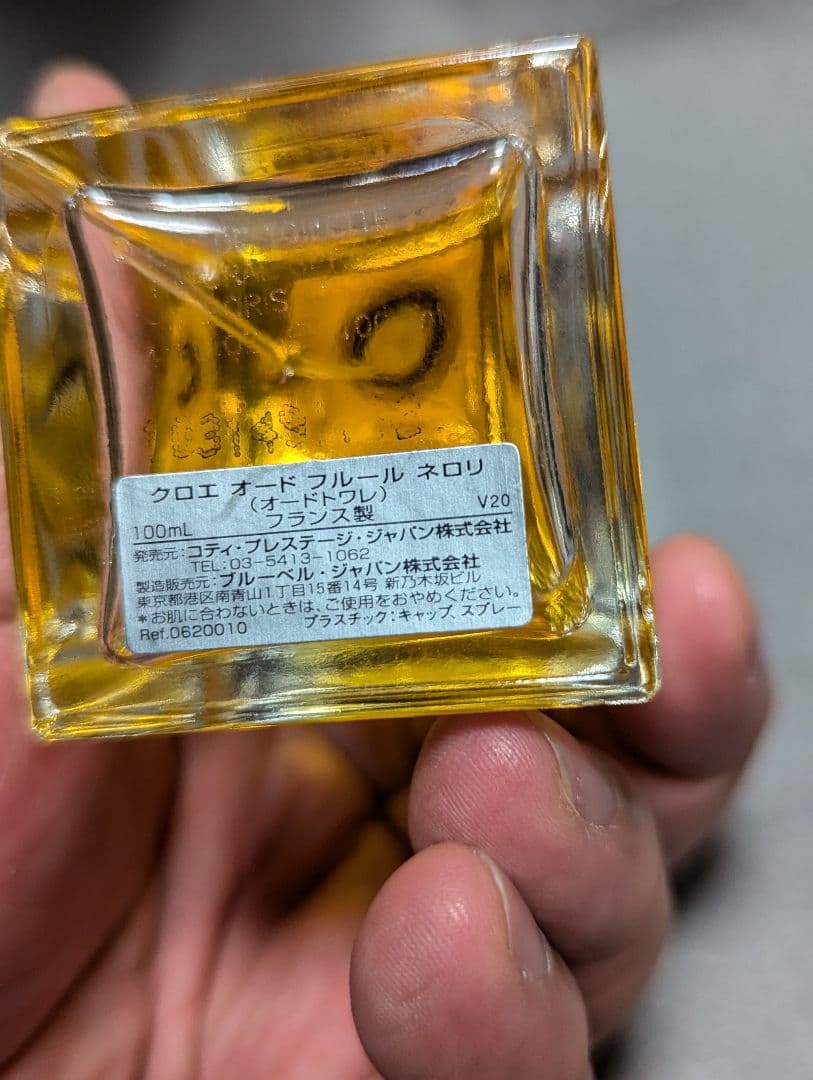 PARIS
クロエ オード フルール ネロリ
(オードトワレ)
フランス製
100mL V20
発売元:コティ・プレステージ・ジャパン株式会社
TEL:03-5413-1062
製造販売元:ブルーベル・ジャパン株式会社
東京都港区南青山1丁目15番14号 新乃木坂ビル
*お肌に合わないときは、ご使用をおやめください。
Ref.0620010 プラスチック:キャップ、スプレー